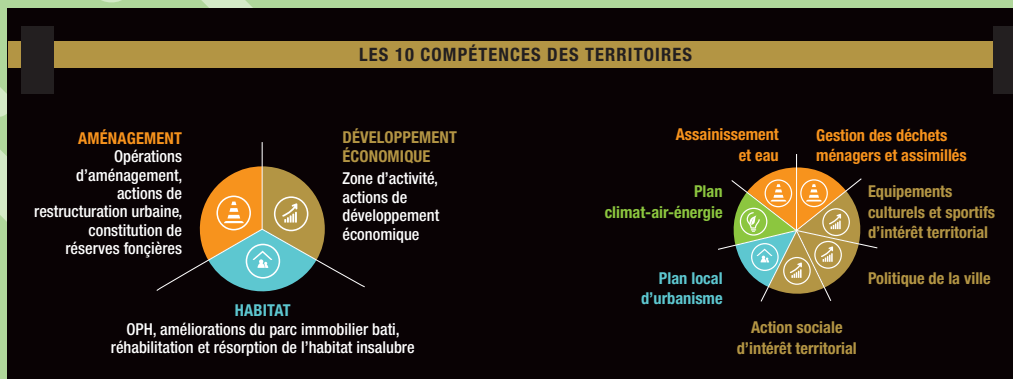 LES 10 COMPÉTENCES DES TERRITOIRES
AMÉNAGEMENT
Opérations
d'aménagement,
actions de
restructuration urbaine,
constitution de
réserves fonçières
DÉVELOPPEMENT
ÉCONOMIQUE
Zone d'activité,
actions de
développement
économique
HABITAT
OPH, améliorations du parc immobilier bati,
réhabilitation et résorption de l'habitat insalubre
Assainissement
et eau
Gestion des déchets
ménagers et assimillés
Plan
climat-air-énergie
Equipements
culturels et sportifs
d'intérêt territorial
Plan local
d'urbanisme
Politique de la ville
Action sociale
d'intérêt territorial